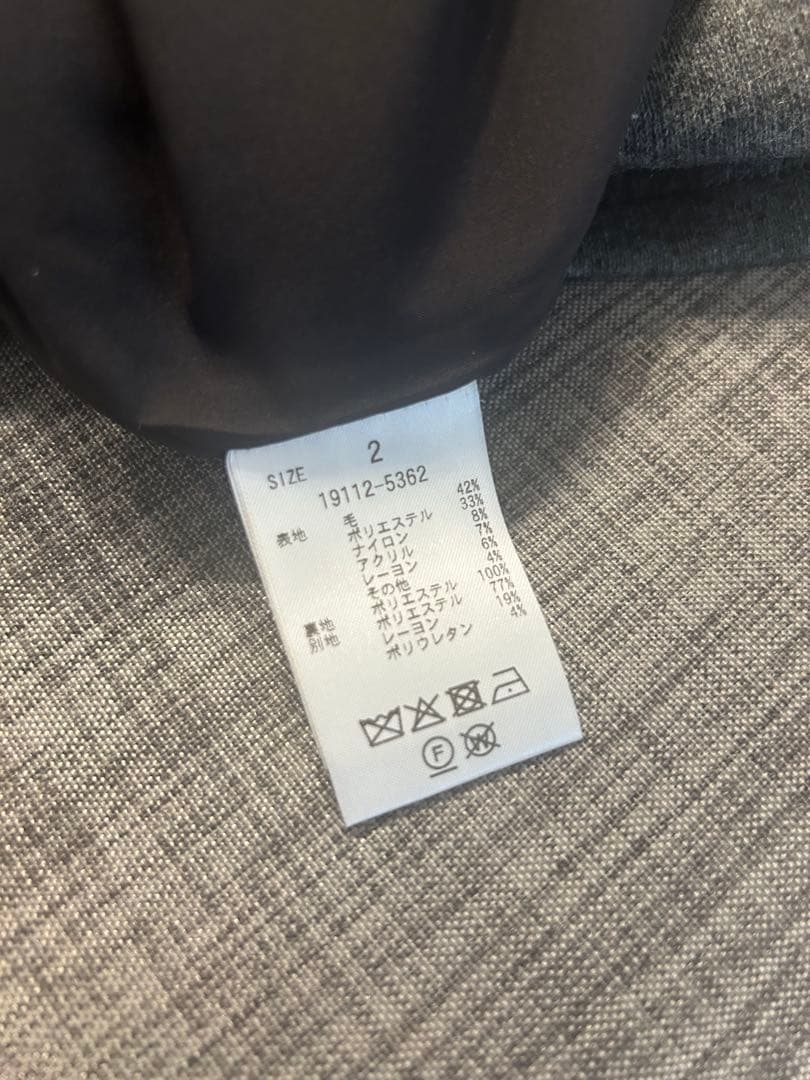 SIZE 2
19112-5362
表地 毛 42%
ポリエステル 33%
ナイロン 8%
アクリル 7%
レーヨン 6%
その他 4%
裏地 ポリエステル 100%
別地 ポリエステル 77%
レーヨン 19%
ポリウレタン 4%
F W